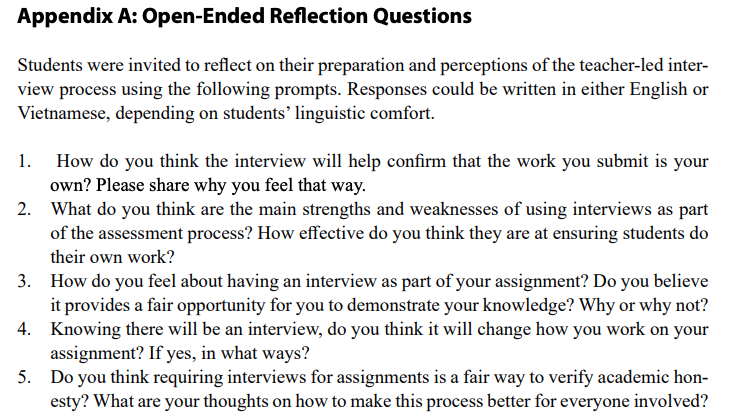 Appendix A: Open-Ended Reflection Questions
Students were invited to reflect on their preparation and perceptions of the teacher-led inter-
view process using the following prompts. Responses could be written in either English or
Vietnamese, depending on students’ linguistic comfort.
1. How do you think the interview will help confirm that the work you submit is your
own? Please share why you feel that way.
2. What do you think are the main strengths and weaknesses of using interviews as part
of the assessment process? How effective do you think they are at ensuring students do
their own work?
3. How do you feel about having an interview as part of your assignment? Do you believe
it provides a fair opportunity for you to demonstrate your knowledge? Why or why not?
4. Knowing there will be an interview, do you think it will change how you work on your
assignment? If yes, in what ways?
5. Do you think requiring interviews for assignments is a fair way to verify academic hon-
esty? What are your thoughts on how to make this process better for everyone involved?